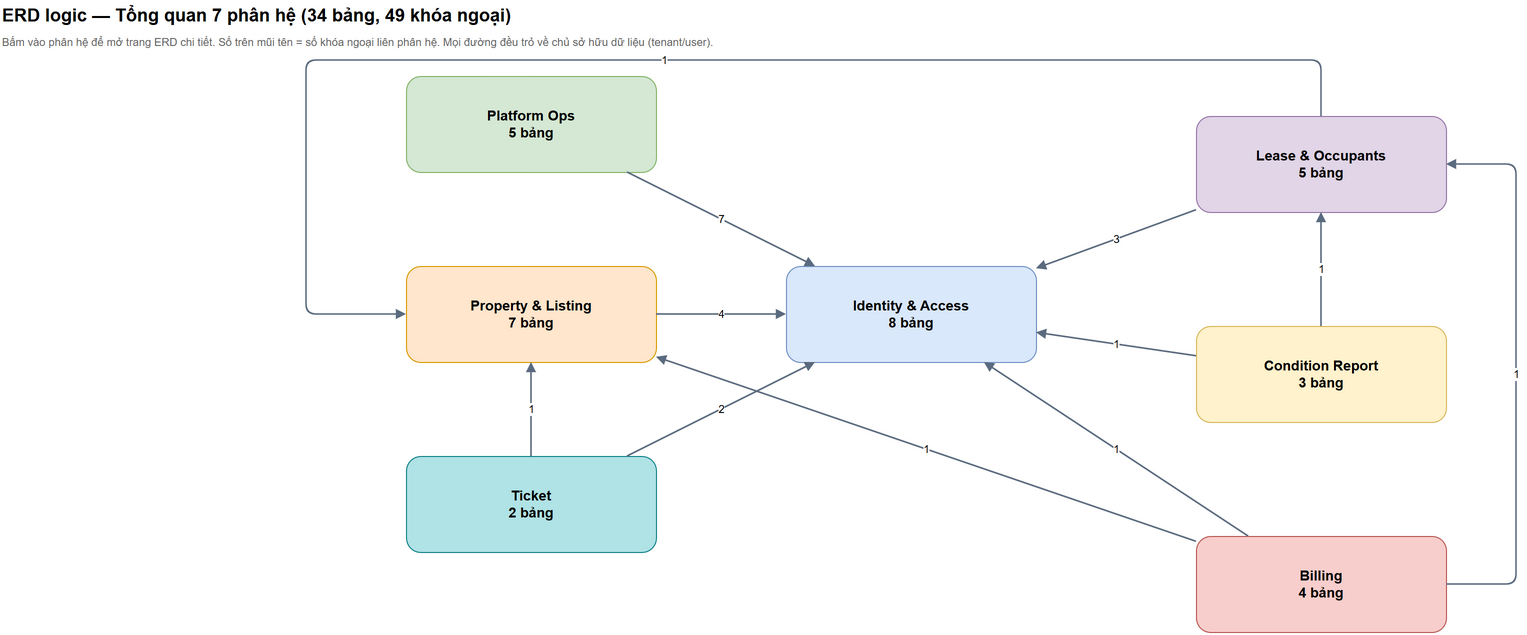 ERD logic — Tổng quan 7 phân hệ (34 bảng, 49 khóa ngoại)
Bấm vào phân hệ để mở trang ERD chi tiết. Số trên mũi tên = số khóa ngoại liên phân hệ. Mọi đường đều trỏ về chủ sở hữu dữ liệu (tenant/user).
1
Platform Ops
5 bảng
Lease & Occupants
5 bảng
7
3
1
Property & Listing
7 bảng
4
Identity & Access
8 bảng
1
Condition Report
3 bảng
1
1
2
1
1
Ticket
2 bảng
Billing
4 bảng